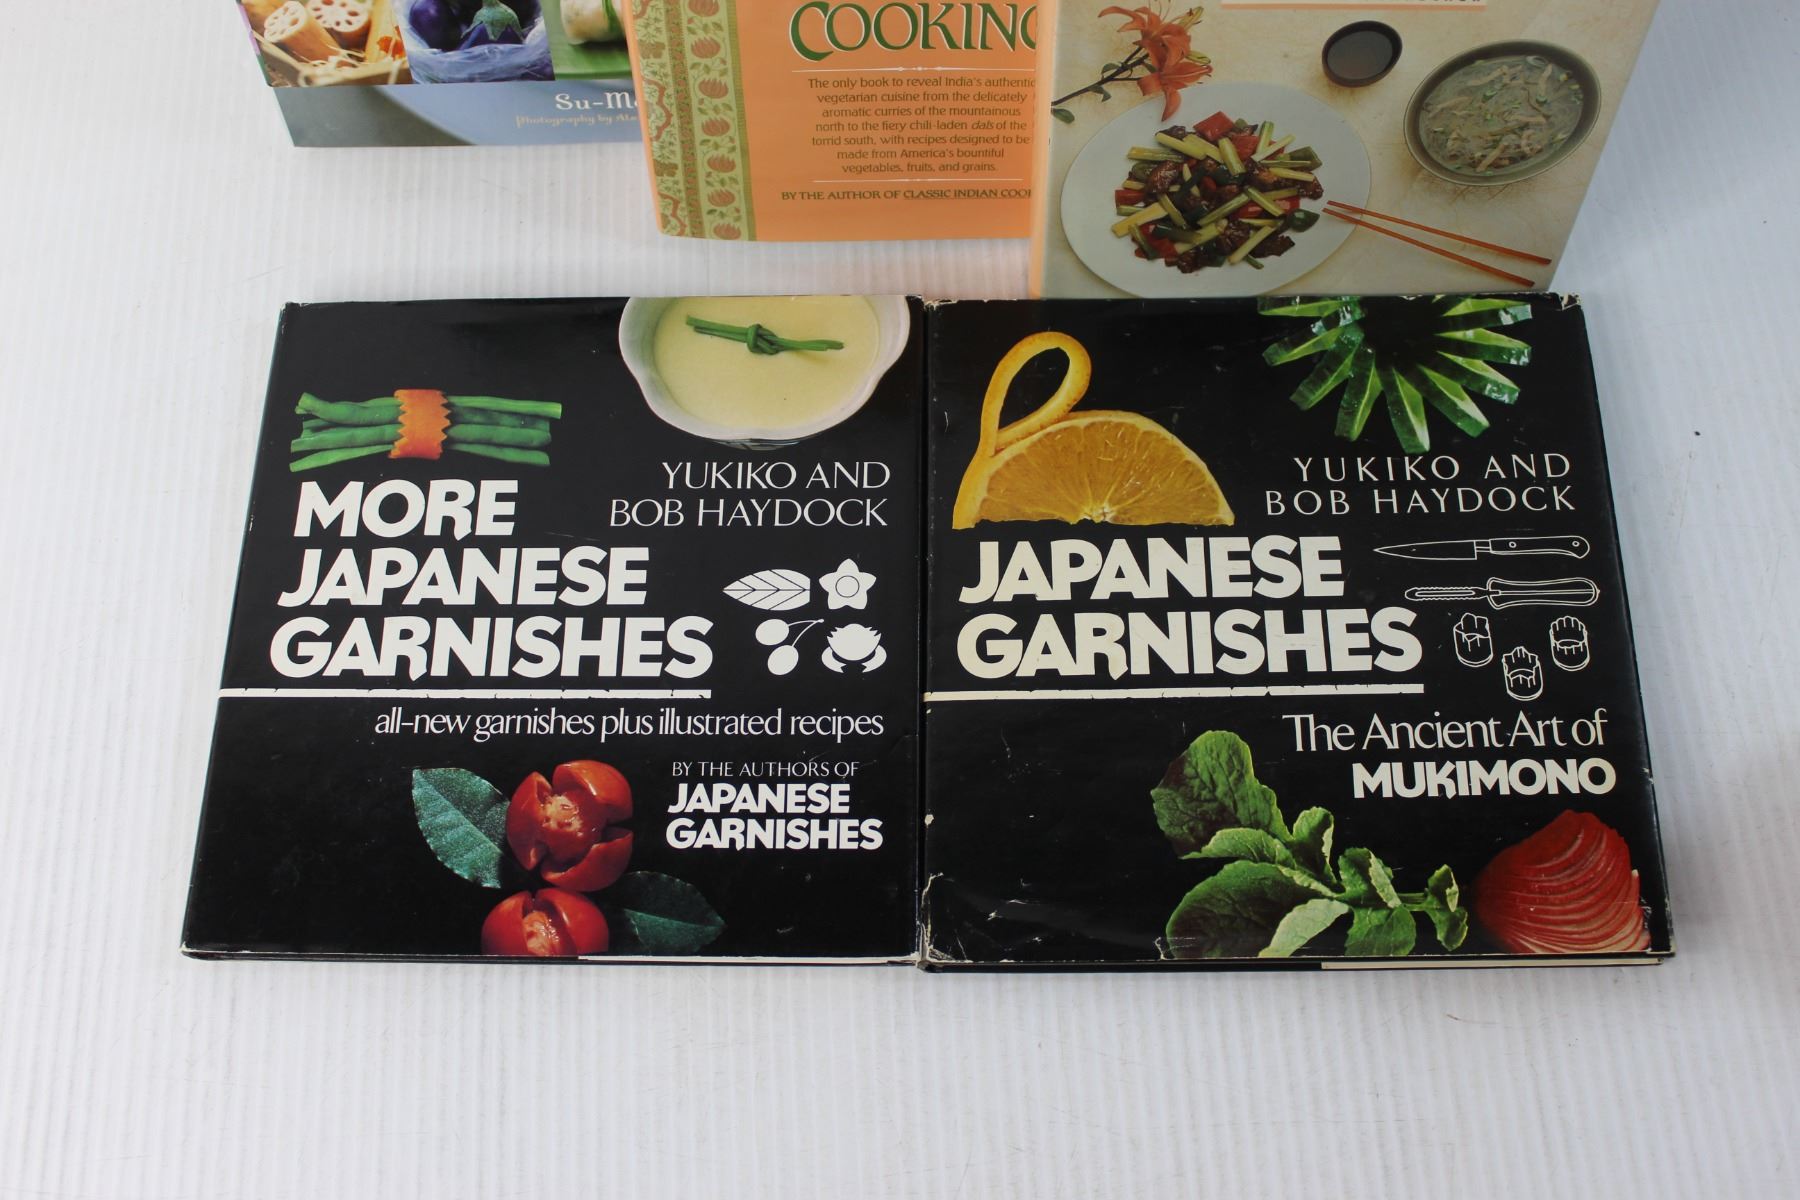 Su-M
Photography by
COOKING
The only book to reveal India's authentic
vegetarian cuisine from the delicately
aromatic curries of the mountainous
north to the fiery chili-laden dals of the
torrid south, with recipes designed to be
made from America's bountiful
vegetables, fruits, and grains.
BY THE AUTHOR OF CLASSIC INDIAN COO
YUKIKO AND
BOB HAYDOCK
MORE
JAPANESE
GARNISHES
all-new garnishes plus illustrated recipes
BY THE AUTHORS OF
JAPANESE
GARNISHES
YUKIKO AND
BOB HAYDOCK
JAPANESE
GARNISHES
The Ancient Art of
MUKIMONO